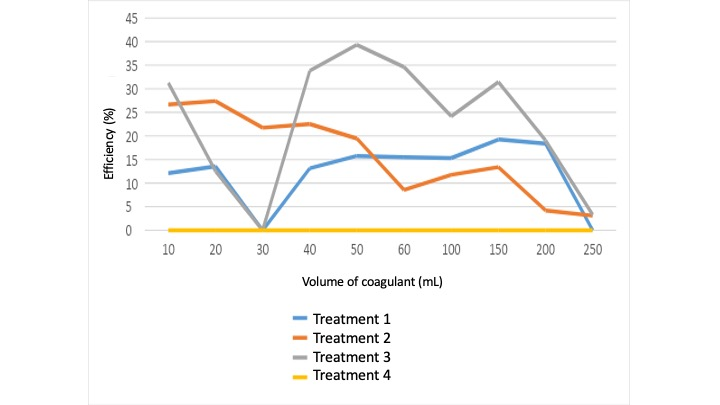 45
40
35
30
25
20
15
10
5
0
Efficiency (%)
10 20 30 40 50 60 100 150 200 250
Volume of coagulant (mL)
Treatment 1
Treatment 2
Treatment 3
Treatment 4